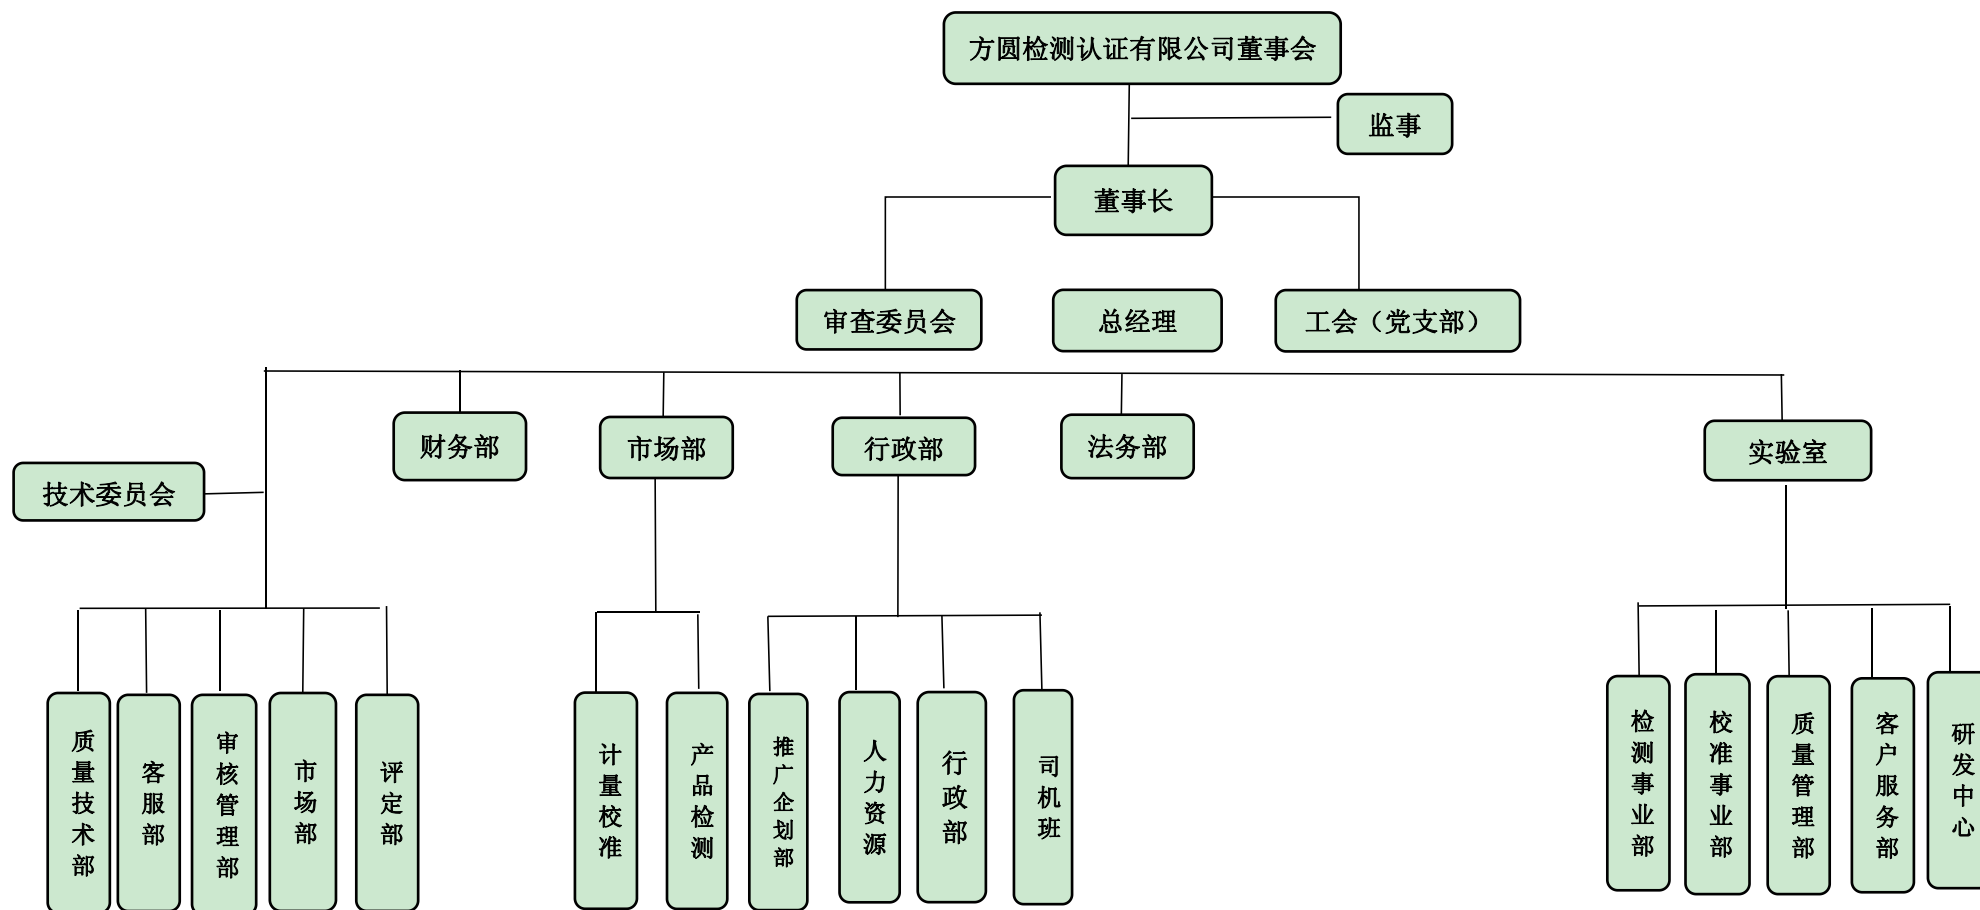 方圆检测认证有限公司董事会
监事
董事长
审查委员会
总经理
工会（党支部）
财务部
市场部
行政部
法务部
实验室
技术委员会
质量技术部
客服部
审核管理部
市场部
评定部
计量校准
产品检测
推广企划部
人力资源
行政部
司机班
检测事业部
校准事业部
质量管理部
客户服务部
研发中心